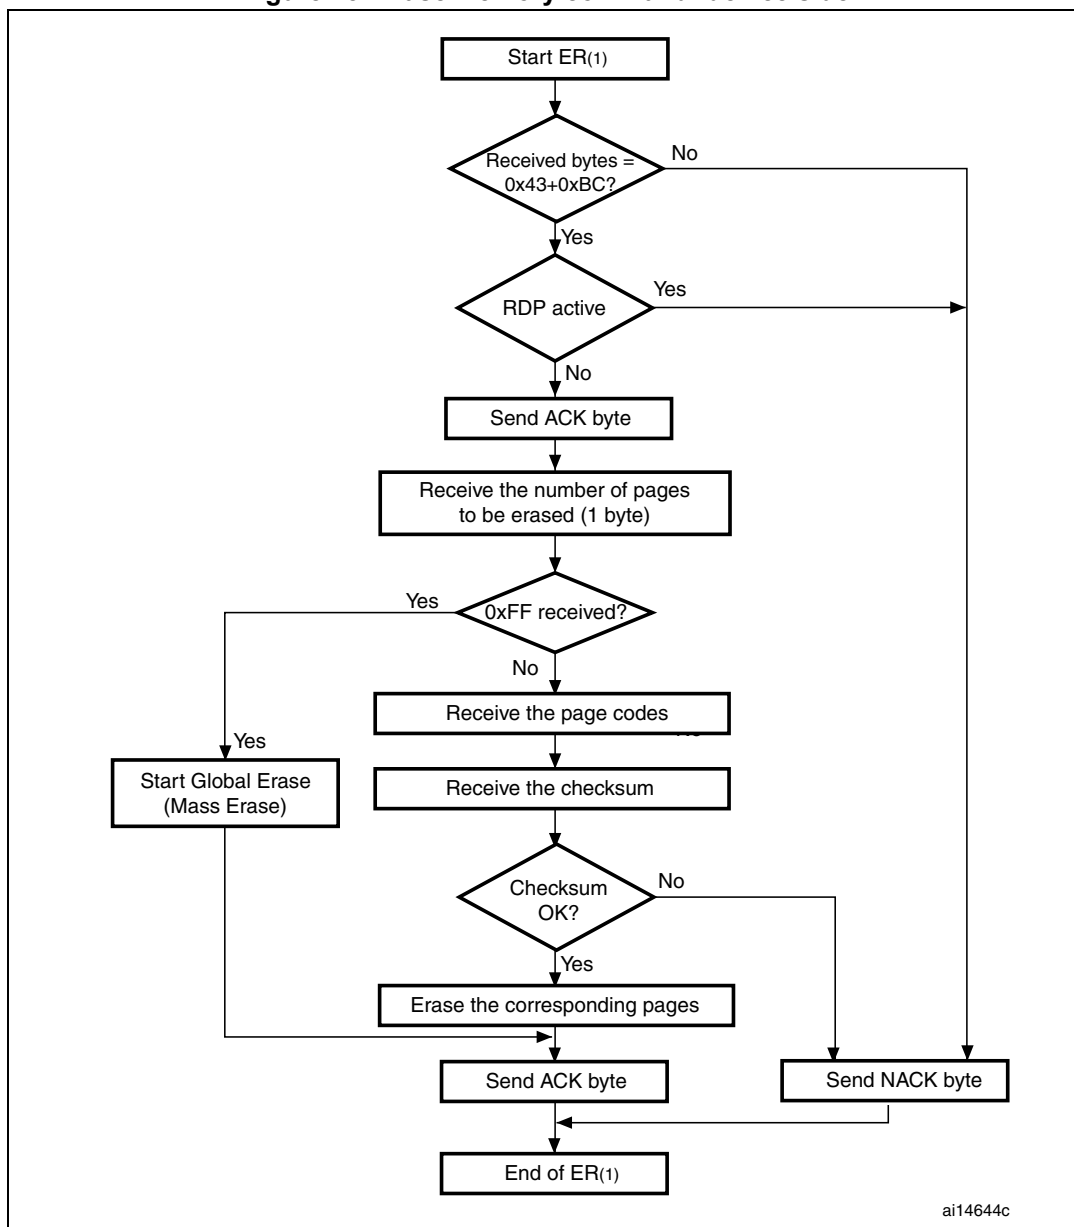 Start ER(1)
Received bytes =
0x43+0xBC?
No
Yes
RDP active
Yes
No
Send ACK byte
Receive the number of pages
to be erased (1 byte)
Yes
0xFF received?
No
Receive the page codes
Yes
Start Global Erase
(Mass Erase)
Receive the checksum
Checksum
OK?
No
Yes
Erase the corresponding pages
Send ACK byte
Send NACK byte
End of ER(1)
ai14644c